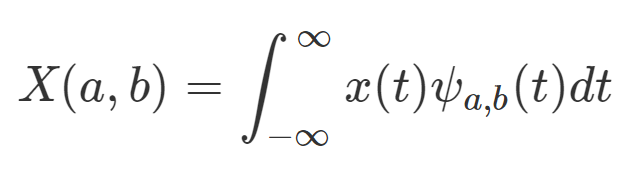 X(a, b) = ∫_{-∞}^{∞} x(t)ψ_{a,b}(t)dt